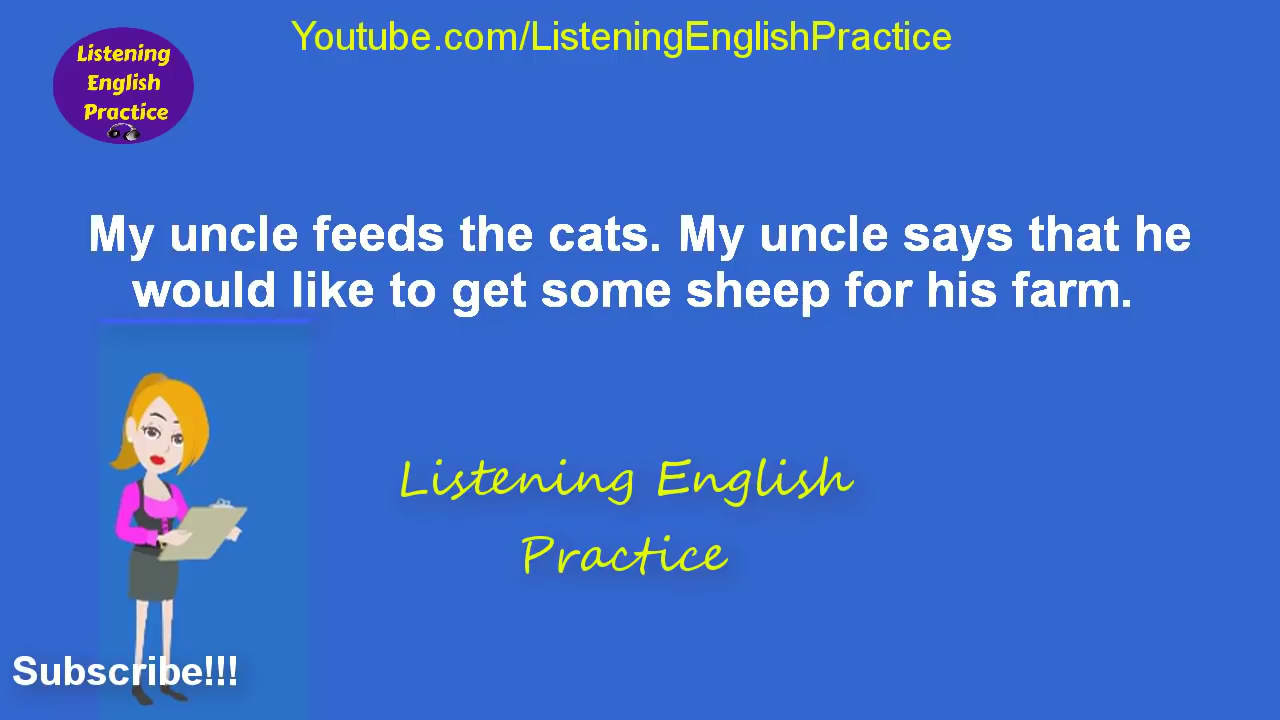 Youtube.com/ListeningEnglishPractice
Listening
English
Practice
My uncle feeds the cats. My uncle says that he
would like to get some sheep for his farm.
Listening English
Practice
Subscribe!!!